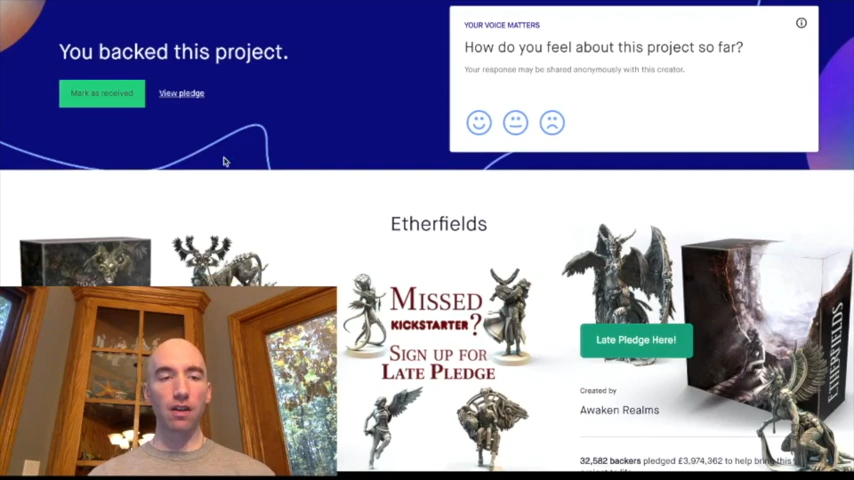 You backed this project.
Mark as received
View pledge
YOUR VOICE MATTERS
How do you feel about this project so far?
Your response may be shared anonymously with this creator.
Etherfields
MISSED
KICKSTARTER?
SIGN UP FOR
LATE PLEDGE
Late Pledge Here!
ETHERFIELDS
Created by
Awaken Realms
32,582 backers pledged £3,974,362 to help bring this
project to life.